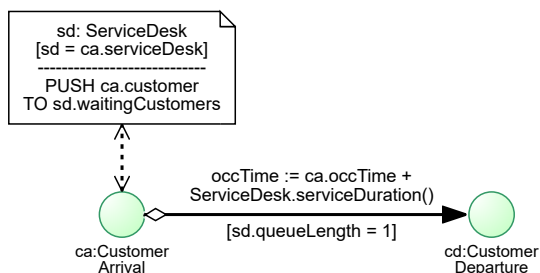 sd: ServiceDesk
[sd = ca.serviceDesk]
----------------------------
PUSH ca.customer
TO sd.waitingCustomers
occTime := ca.occTime +
ServiceDesk.serviceDuration()
[sd.queueLength = 1]
ca:Customer
Arrival
cd:Customer
Departure